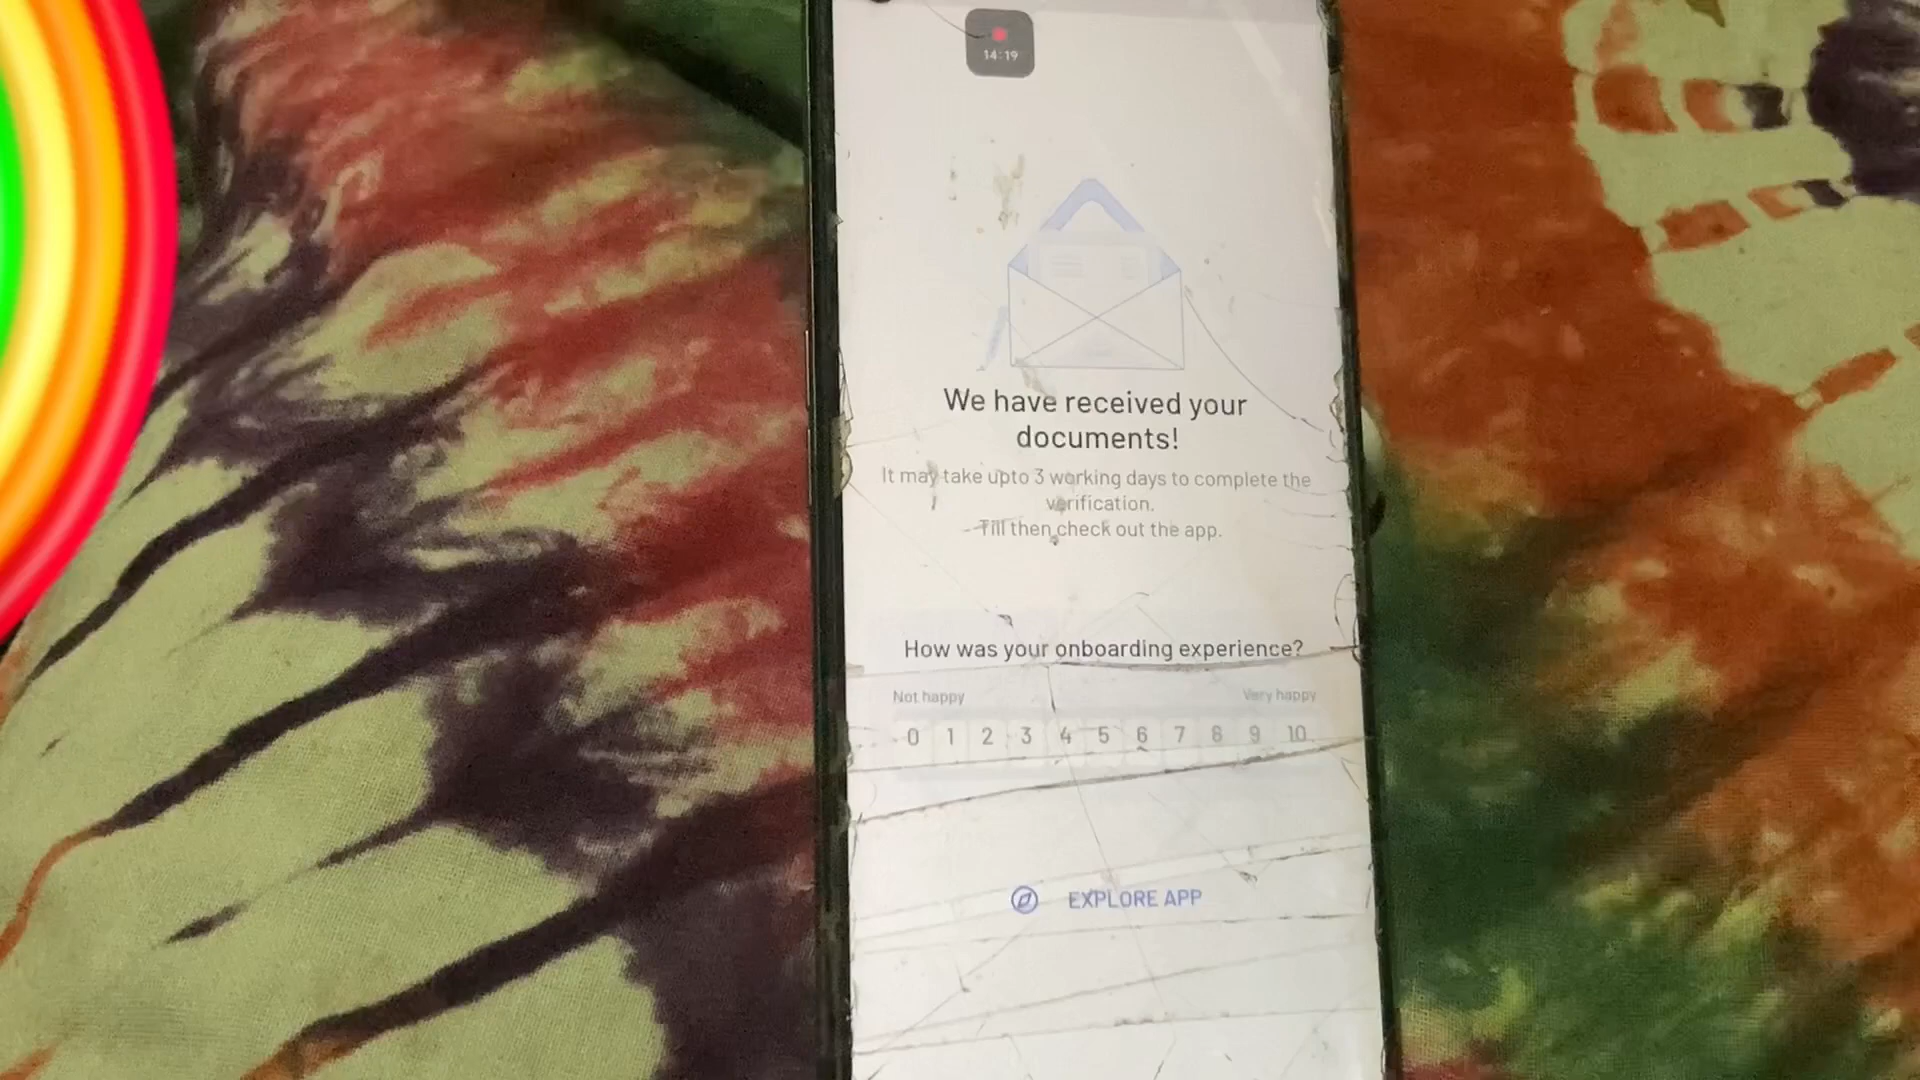 14:19
We have received your
documents!
It may take upto 3 working days to complete the
verification.
Till then check out the app.
How was your onboarding experience?
Not happy Very happy
0 1 2 3 4 5 6 7 8 9 10
EXPLORE APP